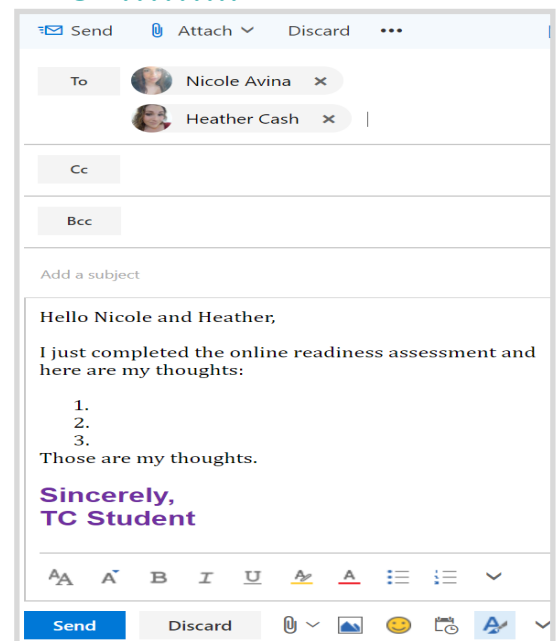 Send Attach Discard •••
To Nicole Avina ×
Heather Cash ×
Cc
Bcc
Add a subject
Hello Nicole and Heather,
I just completed the online readiness assessment and
here are my thoughts:
1.
2.
3.
Those are my thoughts.
Sincerely,
TC Student
AA A B I U A A
Send Discard